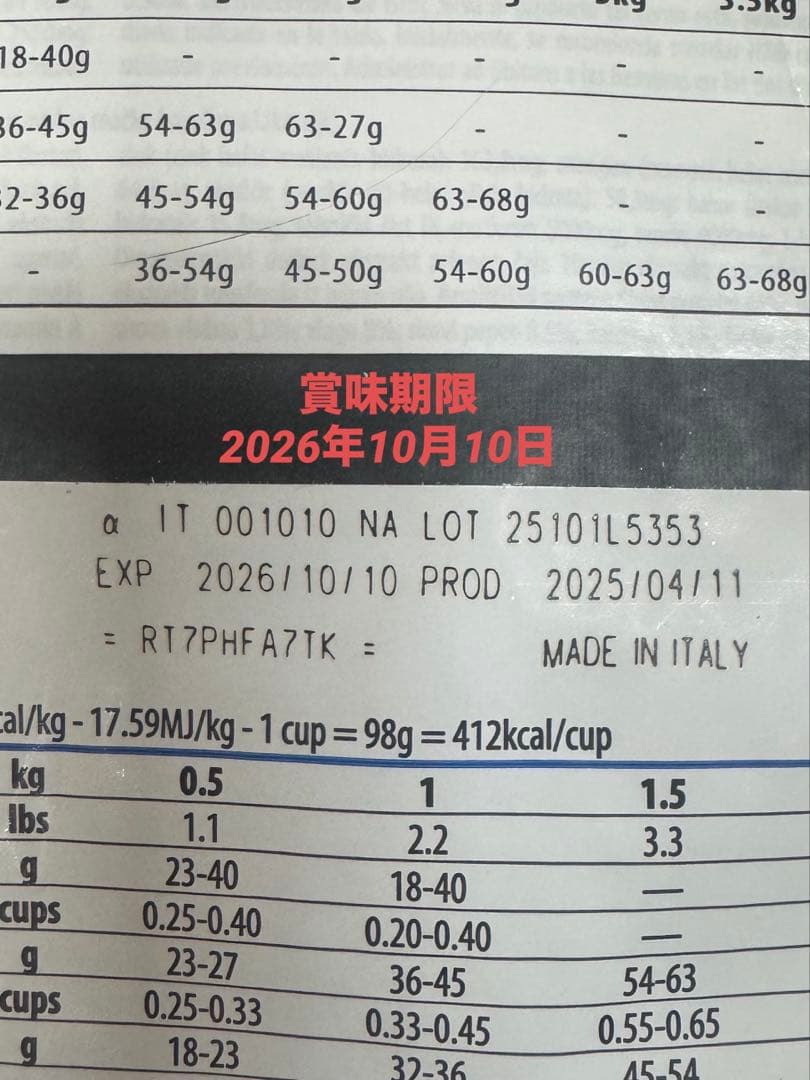 3.5kg
18-40g - - - - -
36-45g 54-63g 63-27g - - -
32-36g 45-54g 54-60g 63-68g - -
- 36-54g 45-50g 54-60g 60-63g 63-68g
賞味期限
2026年10月10日
α IT 001010 NA LOT 25101L5353
EXP 2026/10/10 PROD 2025/04/11
= RT7PHFA7TK = MADE IN ITALY
cal/kg - 17.59MJ/kg - 1 cup = 98g = 412kcal/cup
kg 0.5 1 1.5
lbs 1.1 2.2 3.3
g 23-40 18-40 —
cups 0.25-0.40 0.20-0.40 —
g 23-27 36-45 54-63
cups 0.25-0.33 0.33-0.45 0.55-0.65
g 18-23 32-36 45-54